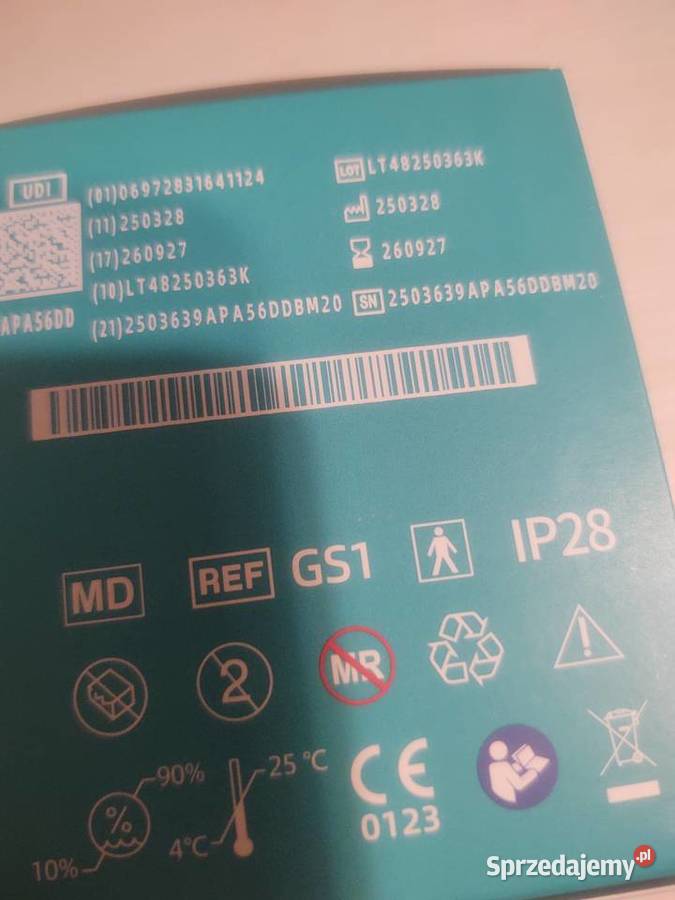 UDI
(01)06972831641124
(11)250328
(17)260927
(10)LT48250363K
(21)2503639APA56DDBM20
APA56DD
LOT LT48250363K
250328
260927
SN 2503639APA56DDBM20
MD
REF GS1
IP28
2
MR
90%
%
10%
25 °C
4°C
CE
0123
Sprzedajemy.pl